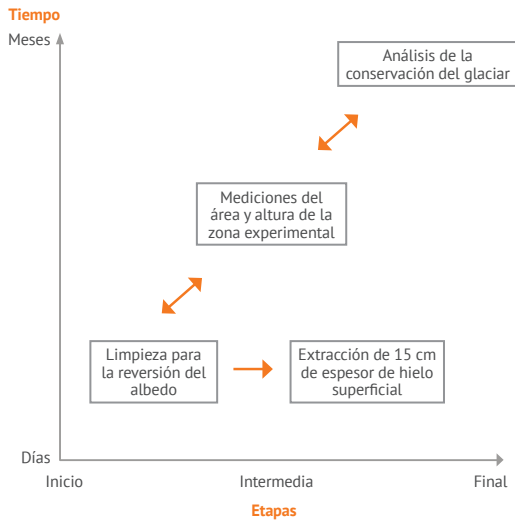 Tiempo
Meses
Análisis de la
conservación del glaciar
Mediciones del
área y altura de la
zona experimental
Limpieza para
la reversión del
albedo
Extracción de 15 cm
de espesor de hielo
superficial
Días
Inicio
Intermedia
Final
Etapas